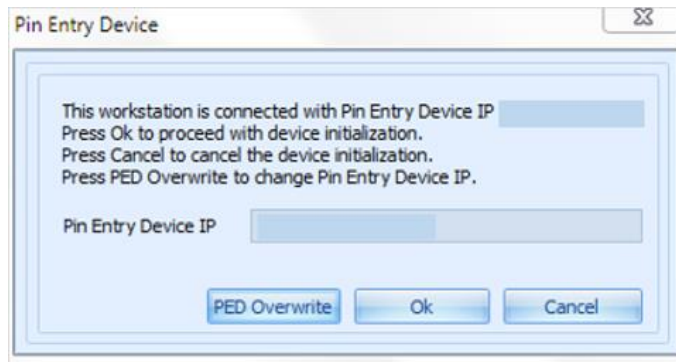 Pin Entry Device
This workstation is connected with Pin Entry Device IP
Press Ok to proceed with device initialization.
Press Cancel to cancel the device initialization.
Press PED Overwrite to change Pin Entry Device IP.
Pin Entry Device IP
PED Overwrite Ok Cancel